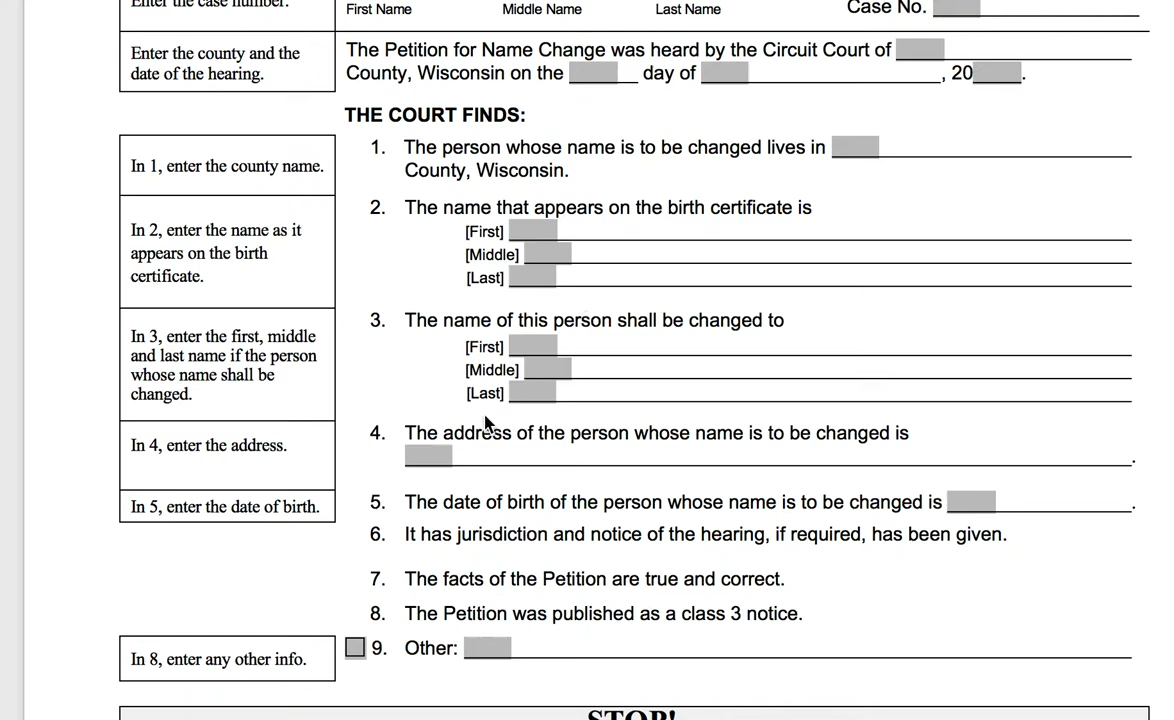 Enter the case number.
First Name Middle Name Last Name
Case No.
Enter the county and the
date of the hearing.
The Petition for Name Change was heard by the Circuit Court of
County, Wisconsin on the day of , 20 .
THE COURT FINDS:
In 1, enter the county name.
1. The person whose name is to be changed lives in
County, Wisconsin.
In 2, enter the name as it
appears on the birth
certificate.
2. The name that appears on the birth certificate is
[First]
[Middle]
[Last]
In 3, enter the first, middle
and last name if the person
whose name shall be
changed.
3. The name of this person shall be changed to
[First]
[Middle]
[Last]
In 4, enter the address.
4. The address of the person whose name is to be changed is
.
In 5, enter the date of birth.
5. The date of birth of the person whose name is to be changed is .
6. It has jurisdiction and notice of the hearing, if required, has been given.
7. The facts of the Petition are true and correct.
8. The Petition was published as a class 3 notice.
In 8, enter any other info.
9. Other:
STOP!